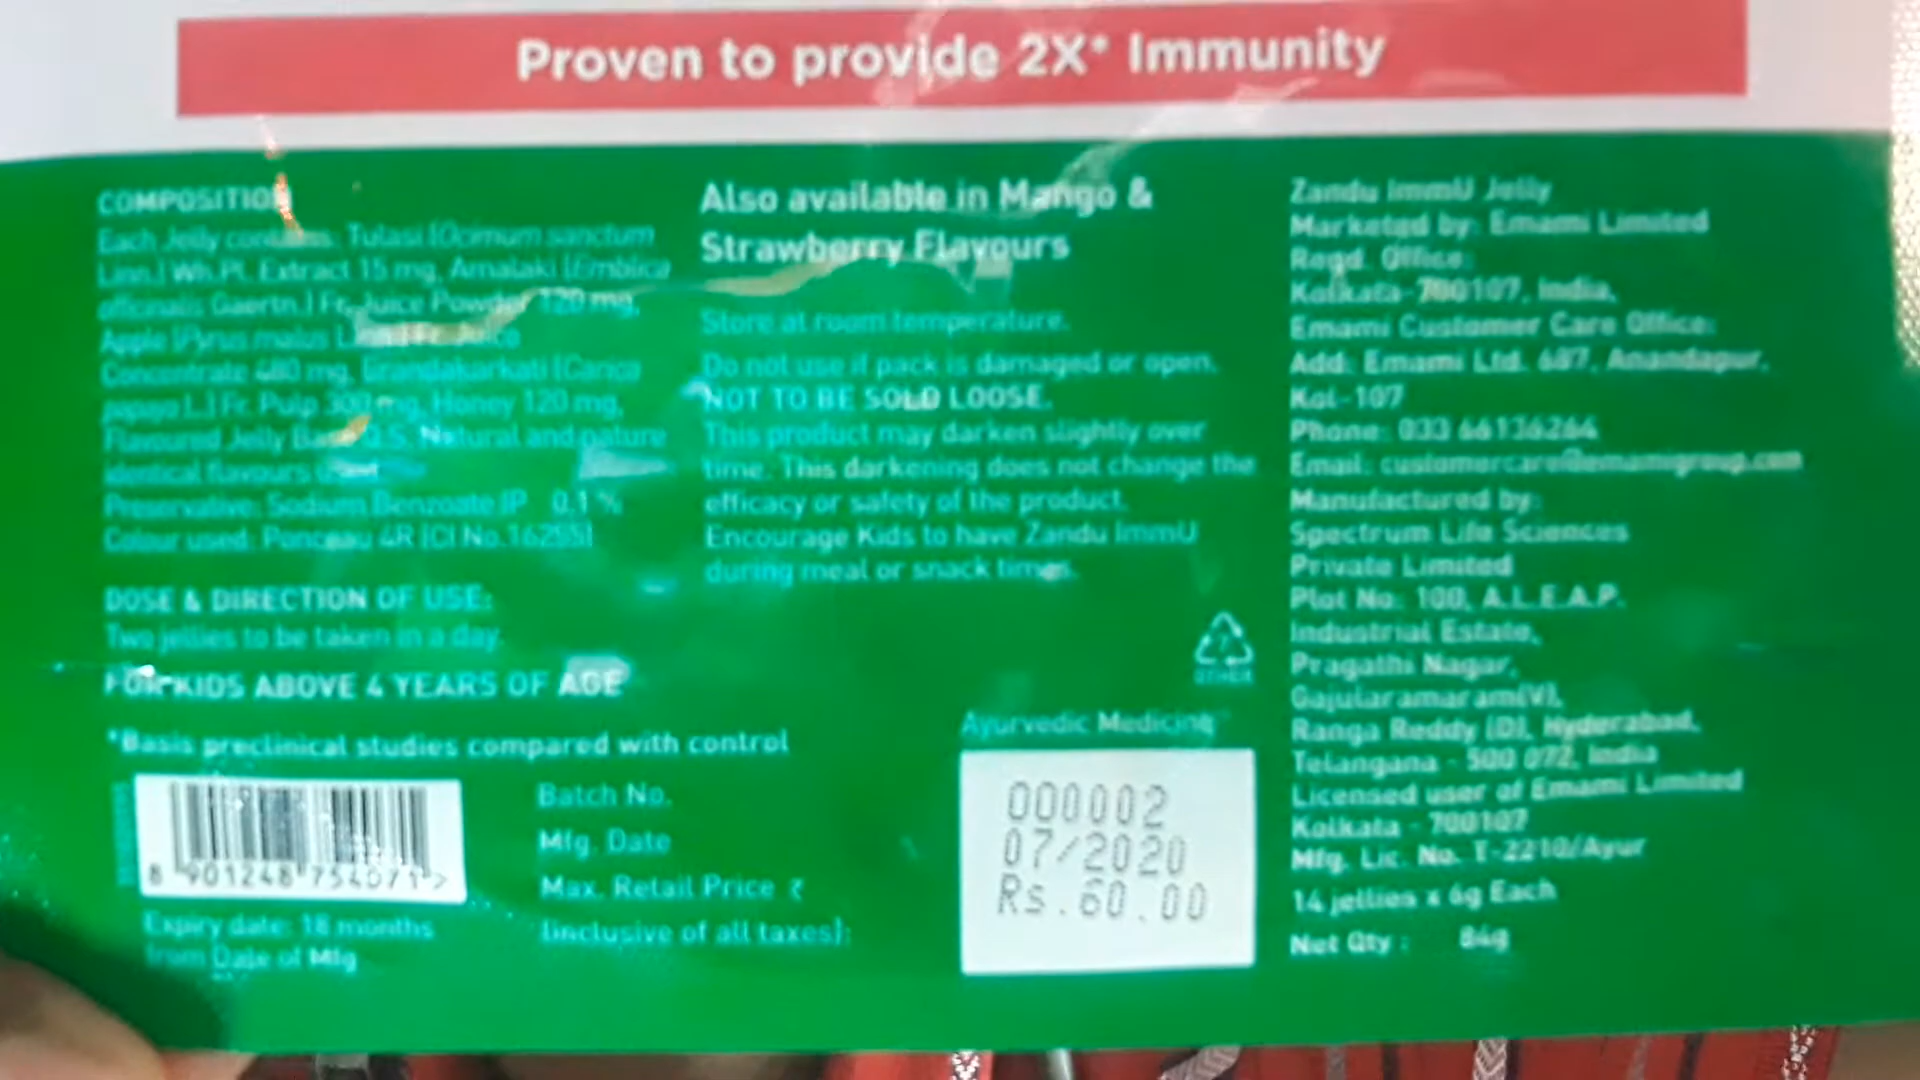 Proven to provide 2X* Immunity
COMPOSITION
Each Jelly contains: Tulasi (Ocimum sanctum
Linn.) Wh.Pl. Extract 15 mg, Amalaki (Emblica
officinalis Gaertn.) Fr. Juice Powder 120 mg,
Apple (Pyrus malus
Concentrate 480 mg, Erandakarkati (Carica
papaya L.) Fr. Pulp 300 mg, Honey 120 mg,
Flavoured Jelly Q.S. Natural and nature
identical flavours
Preservative: Sodium Benzoate IP 0.1 %
Colour used: Ponceau 4R (CI No.16255)
DOSE & DIRECTION OF USE:
Two jellies to be taken in a day.
FOR KIDS ABOVE 4 YEARS OF AGE
*Basis preclinical studies compared with control
8 901248 754071 >
Expiry date: 18 months
from Date of Mfg
Batch No.
Mfg. Date
Max. Retail Price ₹
(inclusive of all taxes):
Also available in Mango &
Strawberry Flavours
Store at room temperature.
Do not use if pack is damaged or open.
NOT TO BE SOLD LOOSE.
This product may darken slightly over
time. This darkening does not change the
efficacy or safety of the product.
Encourage Kids to have Zandu ImmU
during meal or snack times.
OTHER
Ayurvedic Medicine
000002
07/2020
Rs.60.00
Zandu ImmU Jelly
Marketed by: Emami Limited
Regd. Office:
Kolkata-700107, India.
Emami Customer Care Office:
Add: Emami Ltd. 687, Anandapur,
Kol-107
Phone: 033 66136264
Email: customercare@emamigroup.com
Manufactured by:
Spectrum Life Sciences
Private Limited
Plot No: 100, A.L.E.A.P.
Industrial Estate,
Pragathi Nagar,
Gajularamaram(V),
Ranga Reddy (D), Hyderabad,
Telangana - 500 072, India
Licensed user of Emami Limited
Kolkata - 700107
Mfg. Lic. No. T-2210/Ayur
14 jellies x 6g Each
Net Qty : 84g